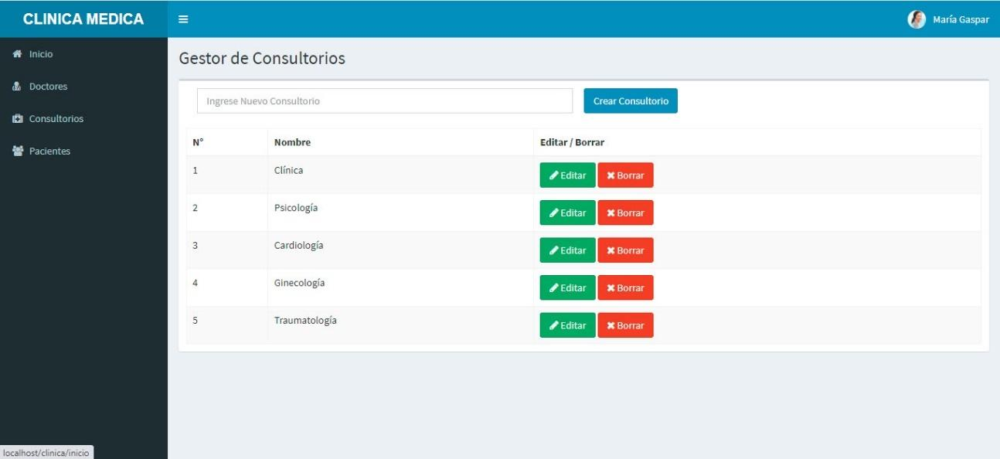 CLINICA MEDICA
María Gaspar
Inicio
Doctores
Consultorios
Pacientes
Gestor de Consultorios
Ingrese Nuevo Consultorio Crear Consultorio
N° Nombre Editar / Borrar
1 Clínica Editar Borrar
2 Psicología Editar Borrar
3 Cardiología Editar Borrar
4 Ginecología Editar Borrar
5 Traumatología Editar Borrar
localhost/clinica/inicio